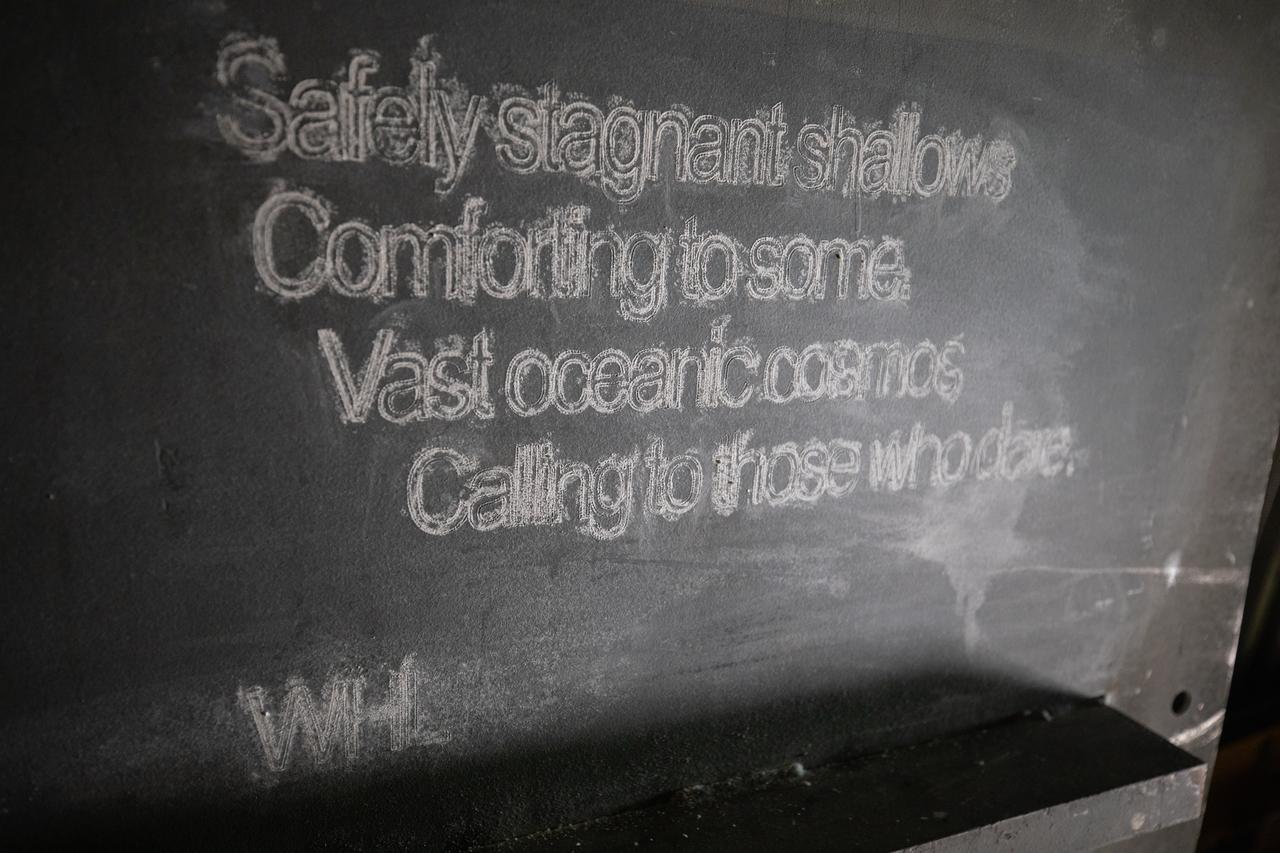 Safely stagnant shallows
Comforting to some.
Vast oceanic cosmos
Calling to those who dare.
WHL